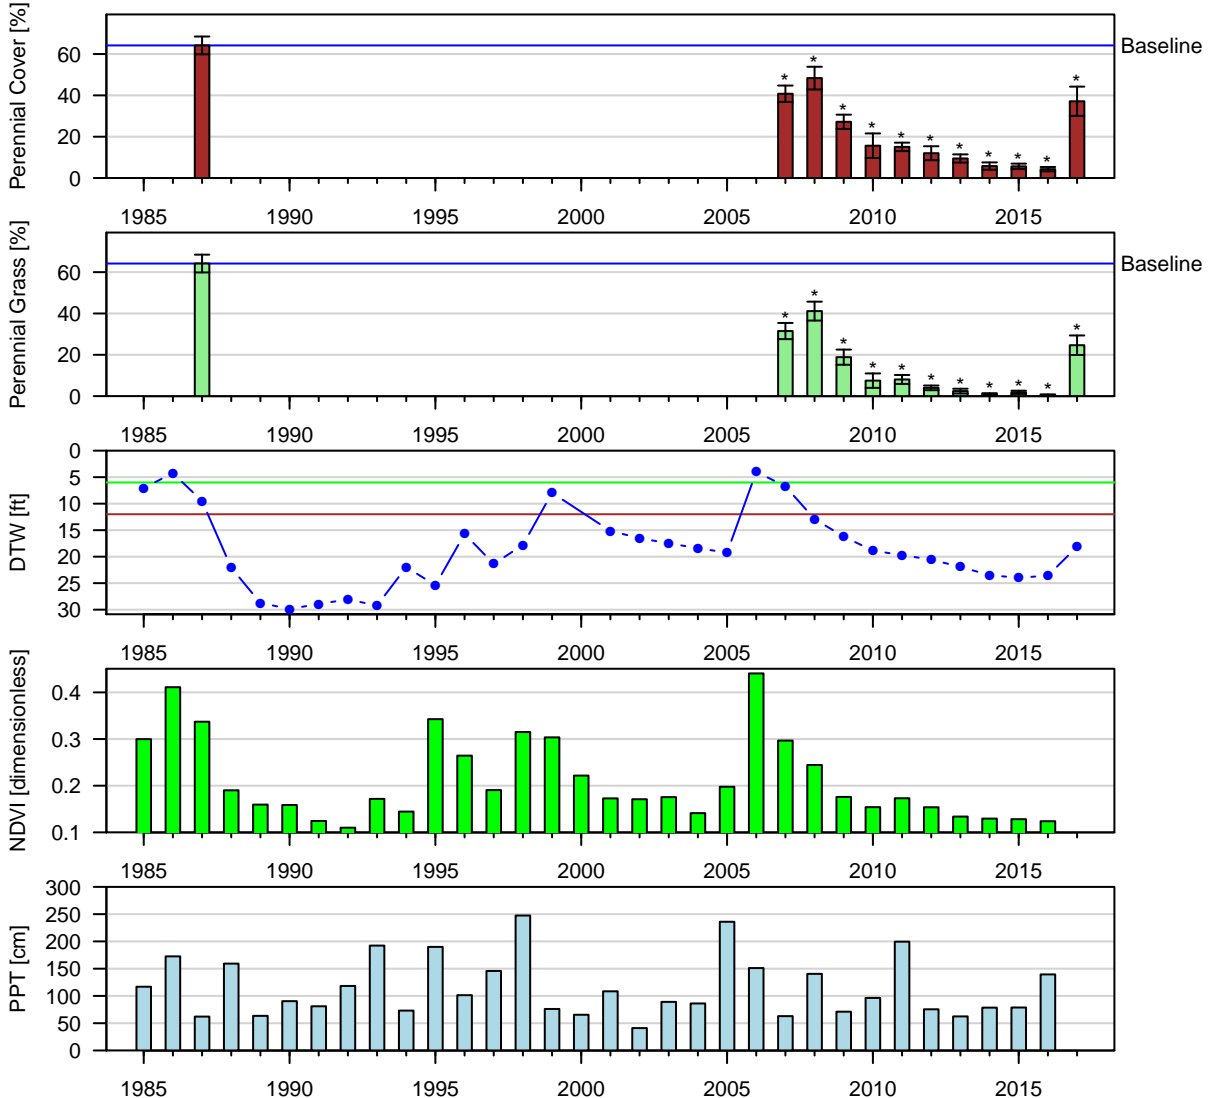 Perennial Cover [%]
60
40
20
0
Baseline
* * * * * * * * * * *
1985 1990 1995 2000 2005 2010 2015
Perennial Grass [%]
60
40
20
0
Baseline
* * * * * * * * * * *
1985 1990 1995 2000 2005 2010 2015
DTW [ft]
0
5
10
15
20
25
30
1985 1990 1995 2000 2005 2010 2015
NDVI [dimensionless]
0.4
0.3
0.2
0.1
1985 1990 1995 2000 2005 2010 2015
PPT [cm]
300
250
200
150
100
50
0
1985 1990 1995 2000 2005 2010 2015